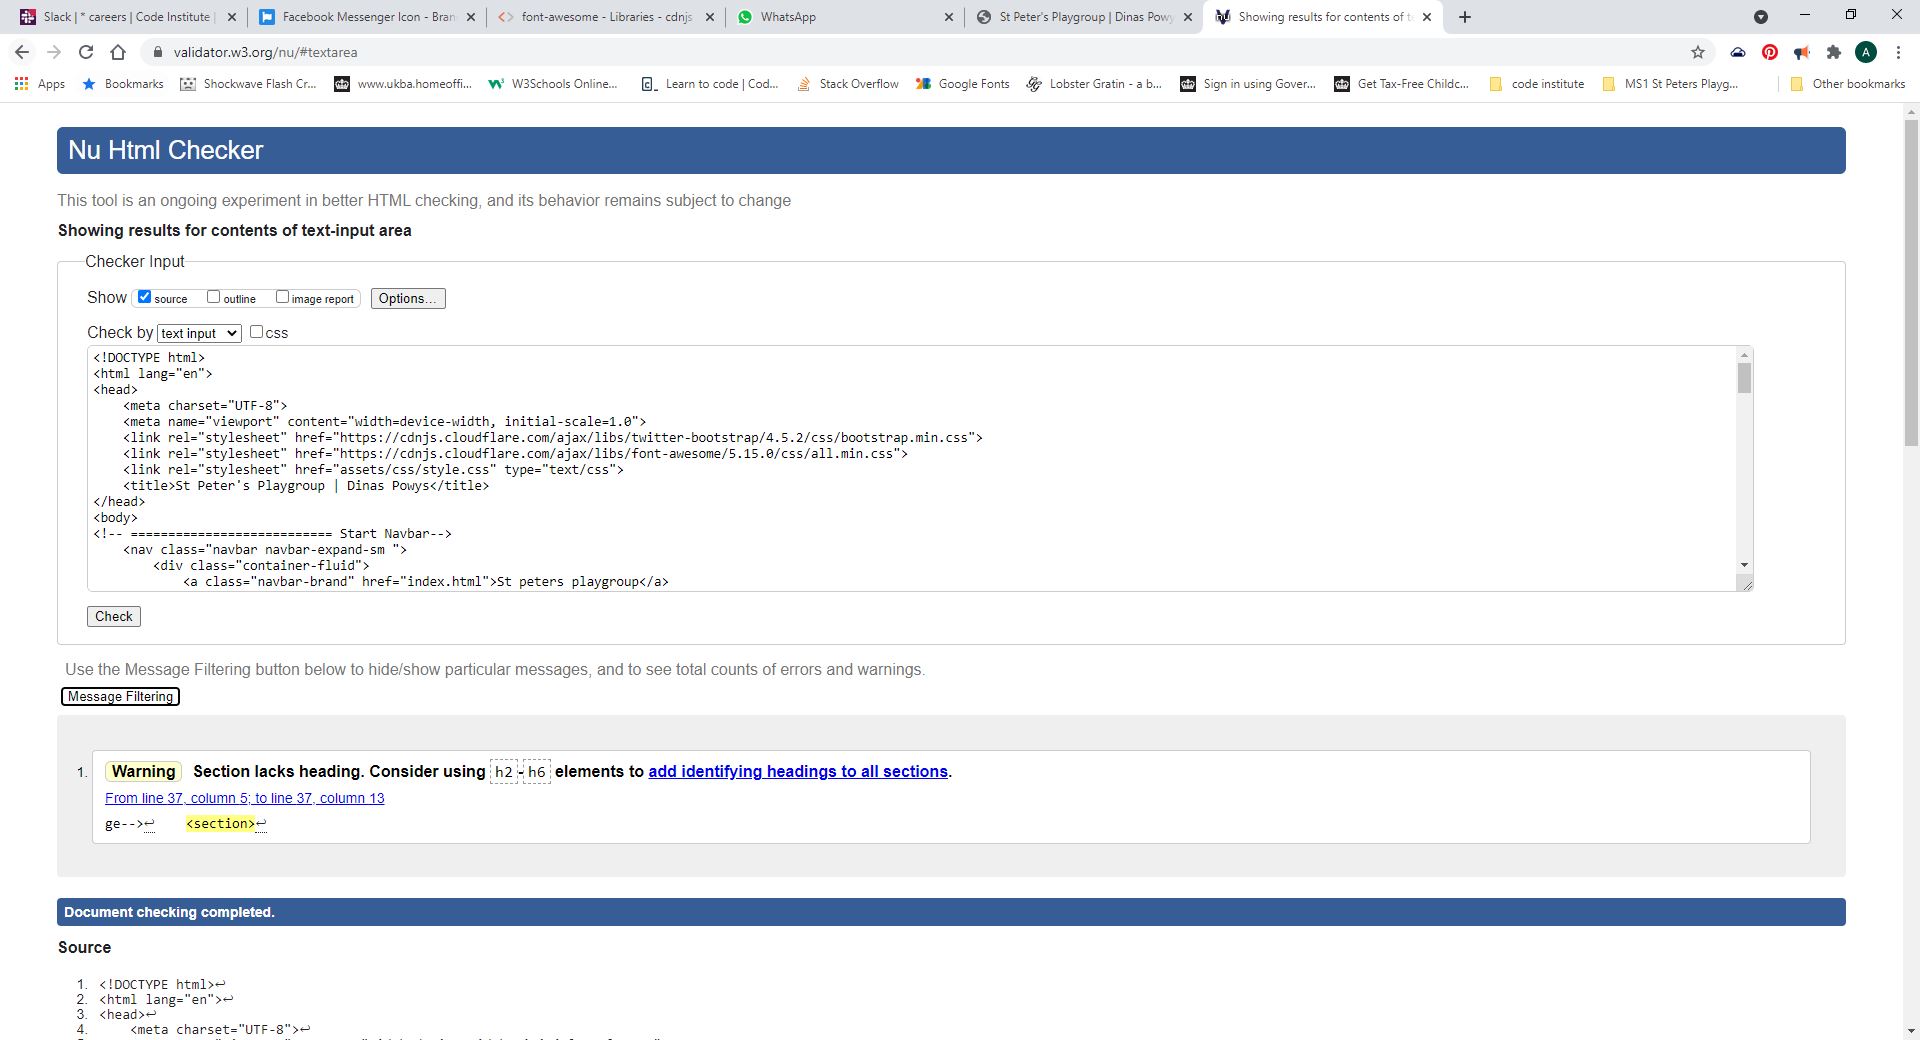 Slack | * careers | Code Institute
Facebook Messenger Icon - Bran
font-awesome - Libraries - cdnjs
WhatsApp
St Peter's Playgroup | Dinas Powy
Showing results for contents of t
validator.w3.org/nu/#textarea
A
Apps
Bookmarks
Shockwave Flash Cr...
www.ukba.homeoffi...
W3Schools Online...
Learn to code | Cod...
Stack Overflow
Google Fonts
Lobster Gratin - a b...
Sign in using Gover...
Get Tax-Free Childc...
code institute
MS1 St Peters Playg...
Other bookmarks
Nu Html Checker
This tool is an ongoing experiment in better HTML checking, and its behavior remains subject to change
Showing results for contents of text-input area
Checker Input
Show source outline image report Options...
Check by text input css
<!DOCTYPE html>
<html lang="en">
<head>
    <meta charset="UTF-8">
    <meta name="viewport" content="width=device-width, initial-scale=1.0">
    <link rel="stylesheet" href="https://cdnjs.cloudflare.com/ajax/libs/twitter-bootstrap/4.5.2/css/bootstrap.min.css">
    <link rel="stylesheet" href="https://cdnjs.cloudflare.com/ajax/libs/font-awesome/5.15.0/css/all.min.css">
    <link rel="stylesheet" href="assets/css/style.css" type="text/css">
    <title>St Peter's Playgroup | Dinas Powys</title>
</head>
<body>
<!-- =========================== Start Navbar-->
    <nav class="navbar navbar-expand-sm ">
        <div class="container-fluid">
            <a class="navbar-brand" href="index.html">St peters playgroup</a>
Check
Use the Message Filtering button below to hide/show particular messages, and to see total counts of errors and warnings.
Message Filtering
1. Warning Section lacks heading. Consider using h2-h6 elements to add identifying headings to all sections.
From line 37, column 5; to line 37, column 13
ge-->↩    <section>↩
Document checking completed.
Source
1. <!DOCTYPE html>↩
2. <html lang="en">↩
3. <head>↩
4.     <meta charset="UTF-8">↩